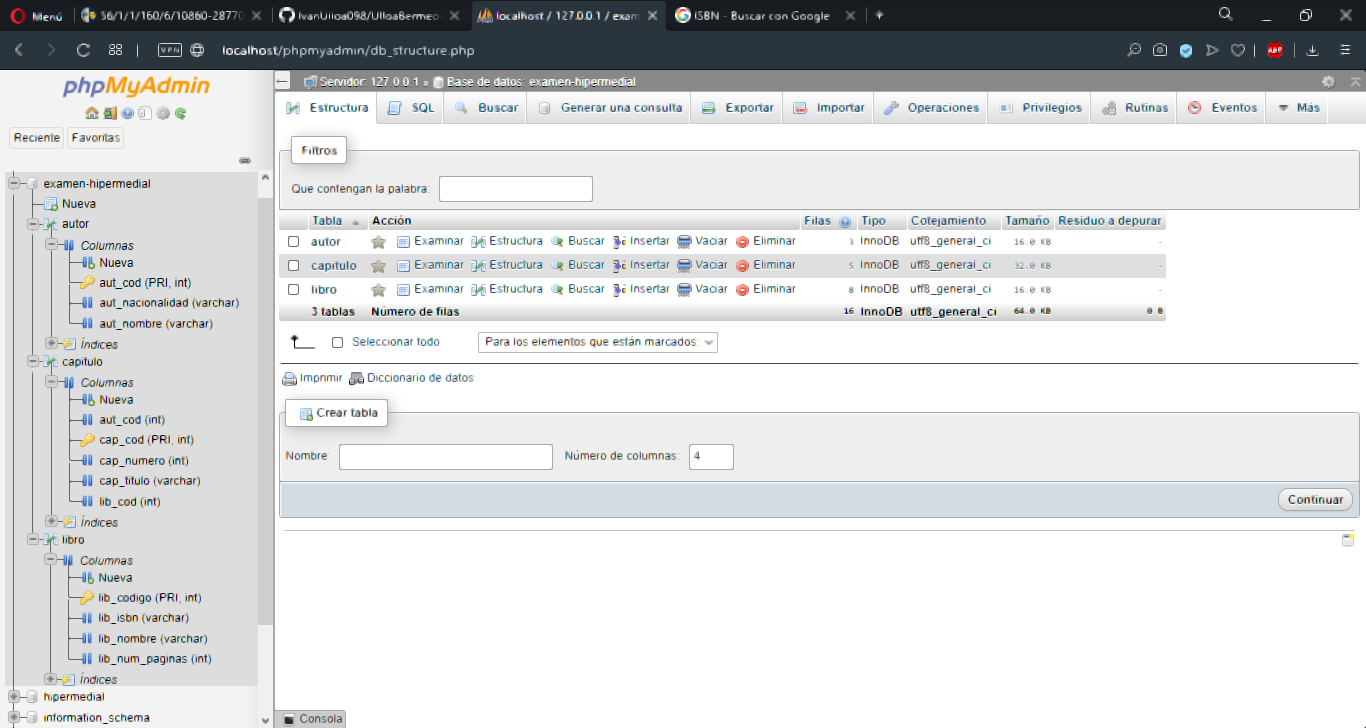 Menú
56/1/1/160/6/10860-28770
IvanUlloa098/UlloaBermeo
localhost / 127.0.0.1 / exam
ISBN - Buscar con Google
VPN
localhost/phpmyadmin/db_structure.php
ABP
phpMyAdmin
Reciente
Favoritas
examen-hipermedial
Nueva
autor
Columnas
Nueva
aut_cod (PRI, int)
aut_nacionalidad (varchar)
aut_nombre (varchar)
Índices
capitulo
Columnas
Nueva
aut_cod (int)
cap_cod (PRI, int)
cap_numero (int)
cap_titulo (varchar)
lib_cod (int)
Índices
libro
Columnas
Nueva
lib_codigo (PRI, int)
lib_isbn (varchar)
lib_nombre (varchar)
lib_num_paginas (int)
Índices
hipermedial
information_schema
Servidor: 127.0.0.1 » Base de datos: examen-hipermedial
Estructura SQL Buscar Generar una consulta Exportar Importar Operaciones Privilegios Rutinas Eventos Más
Filtros
Que contengan la palabra:
Tabla Acción Filas Tipo Cotejamiento Tamaño Residuo a depurar
autor Examinar Estructura Buscar Insertar Vaciar Eliminar 3 InnoDB utf8_general_ci 16.0 KB -
capitulo Examinar Estructura Buscar Insertar Vaciar Eliminar 5 InnoDB utf8_general_ci 32.0 KB -
libro Examinar Estructura Buscar Insertar Vaciar Eliminar 8 InnoDB utf8_general_ci 16.0 KB -
3 tablas Número de filas 16 InnoDB utf8_general_ci 64.0 KB 0 B
Seleccionar todo
Para los elementos que están marcados:
Imprimir Diccionario de datos
Crear tabla
Nombre: Número de columnas: 4
Continuar
Consola